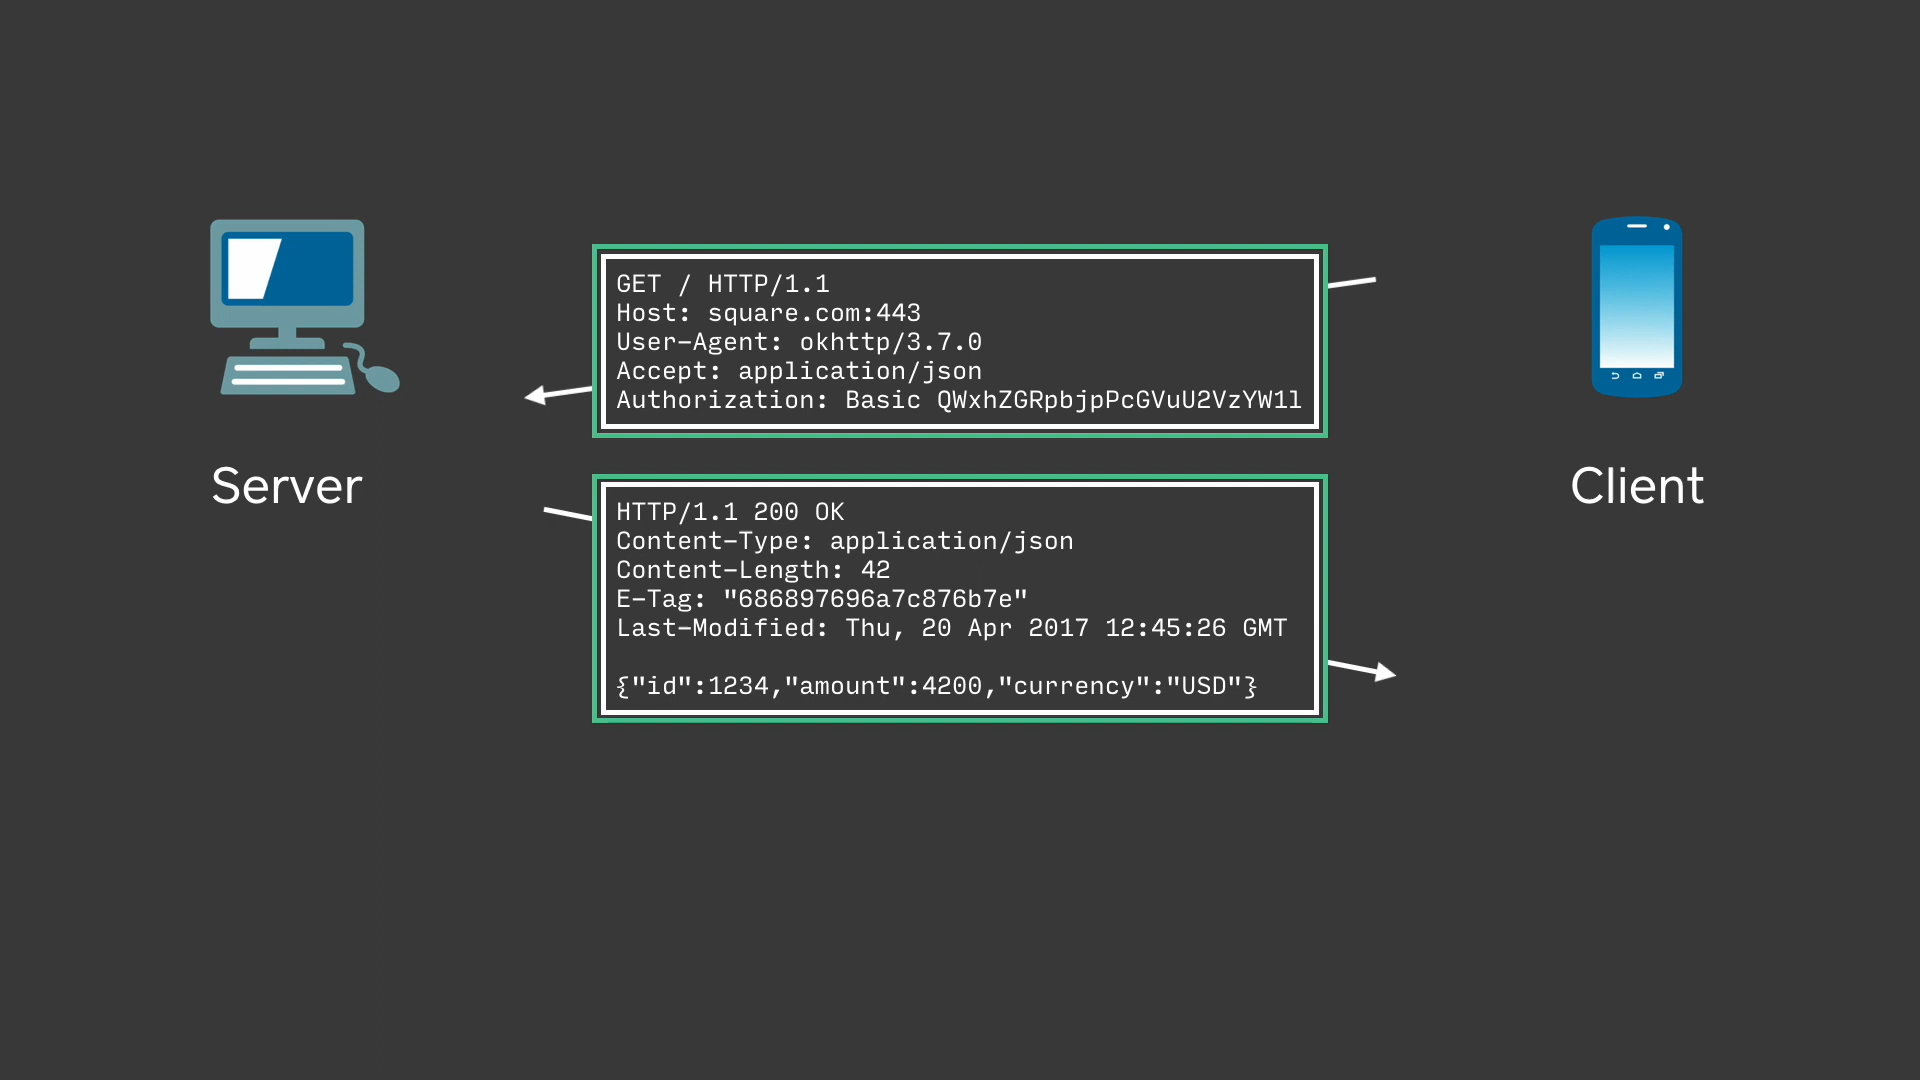 GET / HTTP/1.1
Host: square.com:443
User-Agent: okhttp/3.7.0
Accept: application/json
Authorization: Basic QWxhZGRpbjpPcGVuU2VzYW1l
Server
Client
HTTP/1.1 200 OK
Content-Type: application/json
Content-Length: 42
E-Tag: "686897696a7c876b7e"
Last-Modified: Thu, 20 Apr 2017 12:45:26 GMT
{"id":1234,"amount":4200,"currency":"USD"}